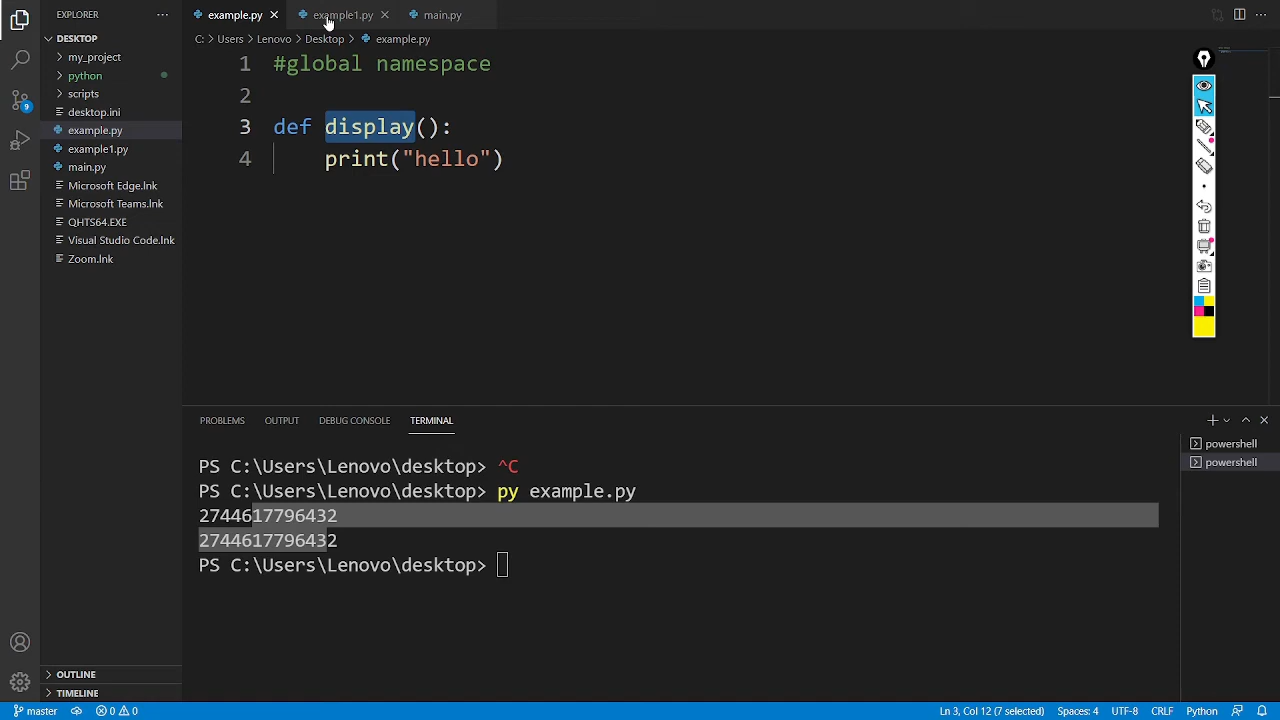 EXPLORER
···
example.py
example1.py
main.py
DESKTOP
C: > Users > Lenovo > Desktop > example.py
my_project
python
scripts
desktop.ini
example.py
example1.py
main.py
Microsoft Edge.lnk
Microsoft Teams.lnk
QHTS64.EXE
Visual Studio Code.lnk
Zoom.lnk
OUTLINE
TIMELINE
9
1 #global namespace
2
3 def display():
4 print("hello")
PROBLEMS OUTPUT DEBUG CONSOLE TERMINAL
PS C:\Users\Lenovo\desktop> ^C
PS C:\Users\Lenovo\desktop> py example.py
2744617796432
2744617796432
PS C:\Users\Lenovo\desktop>
powershell
powershell
master 0 0 Ln 3, Col 12 (7 selected) Spaces: 4 UTF-8 CRLF Python